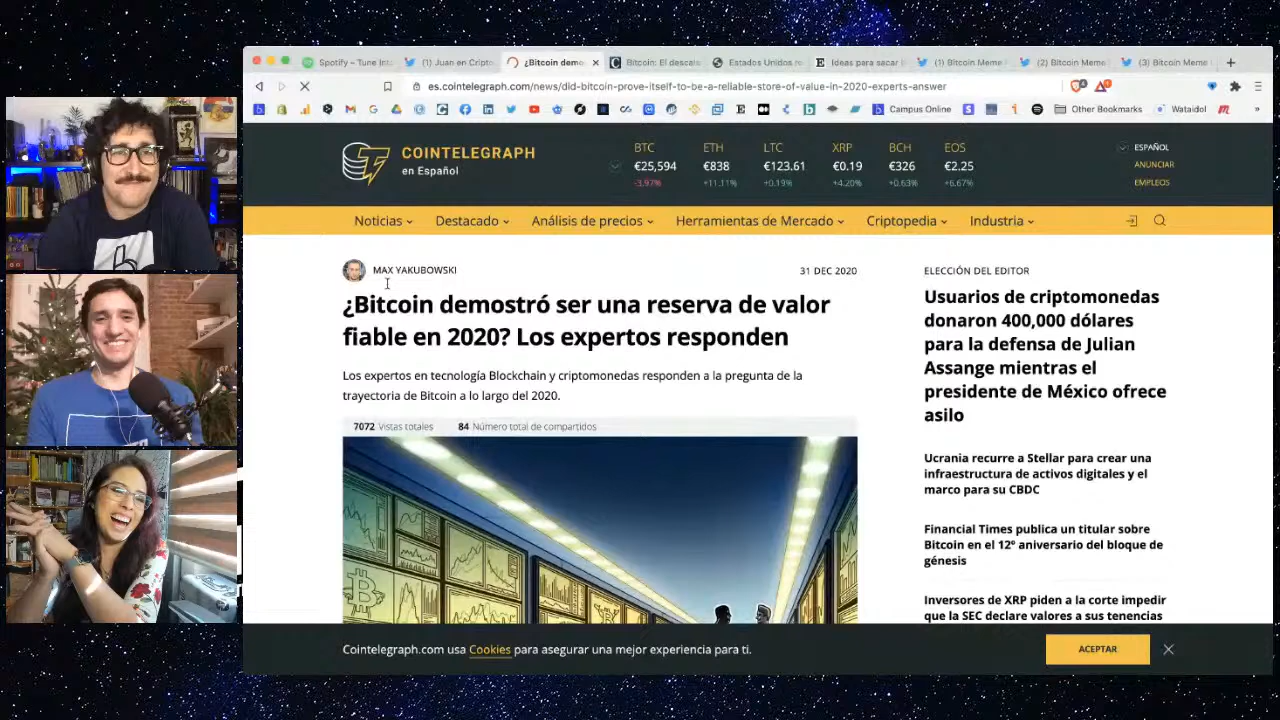 Spotify – Tune Into
(1) Juan en Cripto
¿Bitcoin demo
Bitcoin: El descale
Estados Unidos re
Ideas para sacar l
(1) Bitcoin Meme
(2) Bitcoin Meme
(3) Bitcoin Meme
es.cointelegraph.com/news/did-bitcoin-prove-itself-to-be-a-reliable-store-of-value-in-2020-experts-answer
Campus Online
Other Bookmarks
Wataidol
COINTELEGRAPH
en Español
BTC ETH LTC XRP BCH EOS
€25,594 €838 €123.61 €0.19 €326 €2.25
-3.97% +11.11% +0.19% +4.20% +0.63% +6.67%
ESPAÑOL
ANUNCIAR
EMPLEOS
Noticias Destacado Análisis de precios Herramientas de Mercado Criptopedia Industria
MAX YAKUBOWSKI
31 DEC 2020
¿Bitcoin demostró ser una reserva de valor
fiable en 2020? Los expertos responden
Los expertos en tecnología Blockchain y criptomonedas responden a la pregunta de la
trayectoria de Bitcoin a lo largo del 2020.
7072 Vistas totales 84 Número total de compartidos
ELECCIÓN DEL EDITOR
Usuarios de criptomonedas
donaron 400,000 dólares
para la defensa de Julian
Assange mientras el
presidente de México ofrece
asilo
Ucrania recurre a Stellar para crear una
infraestructura de activos digitales y el
marco para su CBDC
Financial Times publica un titular sobre
Bitcoin en el 12º aniversario del bloque de
génesis
Inversores de XRP piden a la corte impedir
que la SEC declare valores a sus tenencias
Cointelegraph.com usa Cookies para asegurar una mejor experiencia para ti.
ACEPTAR